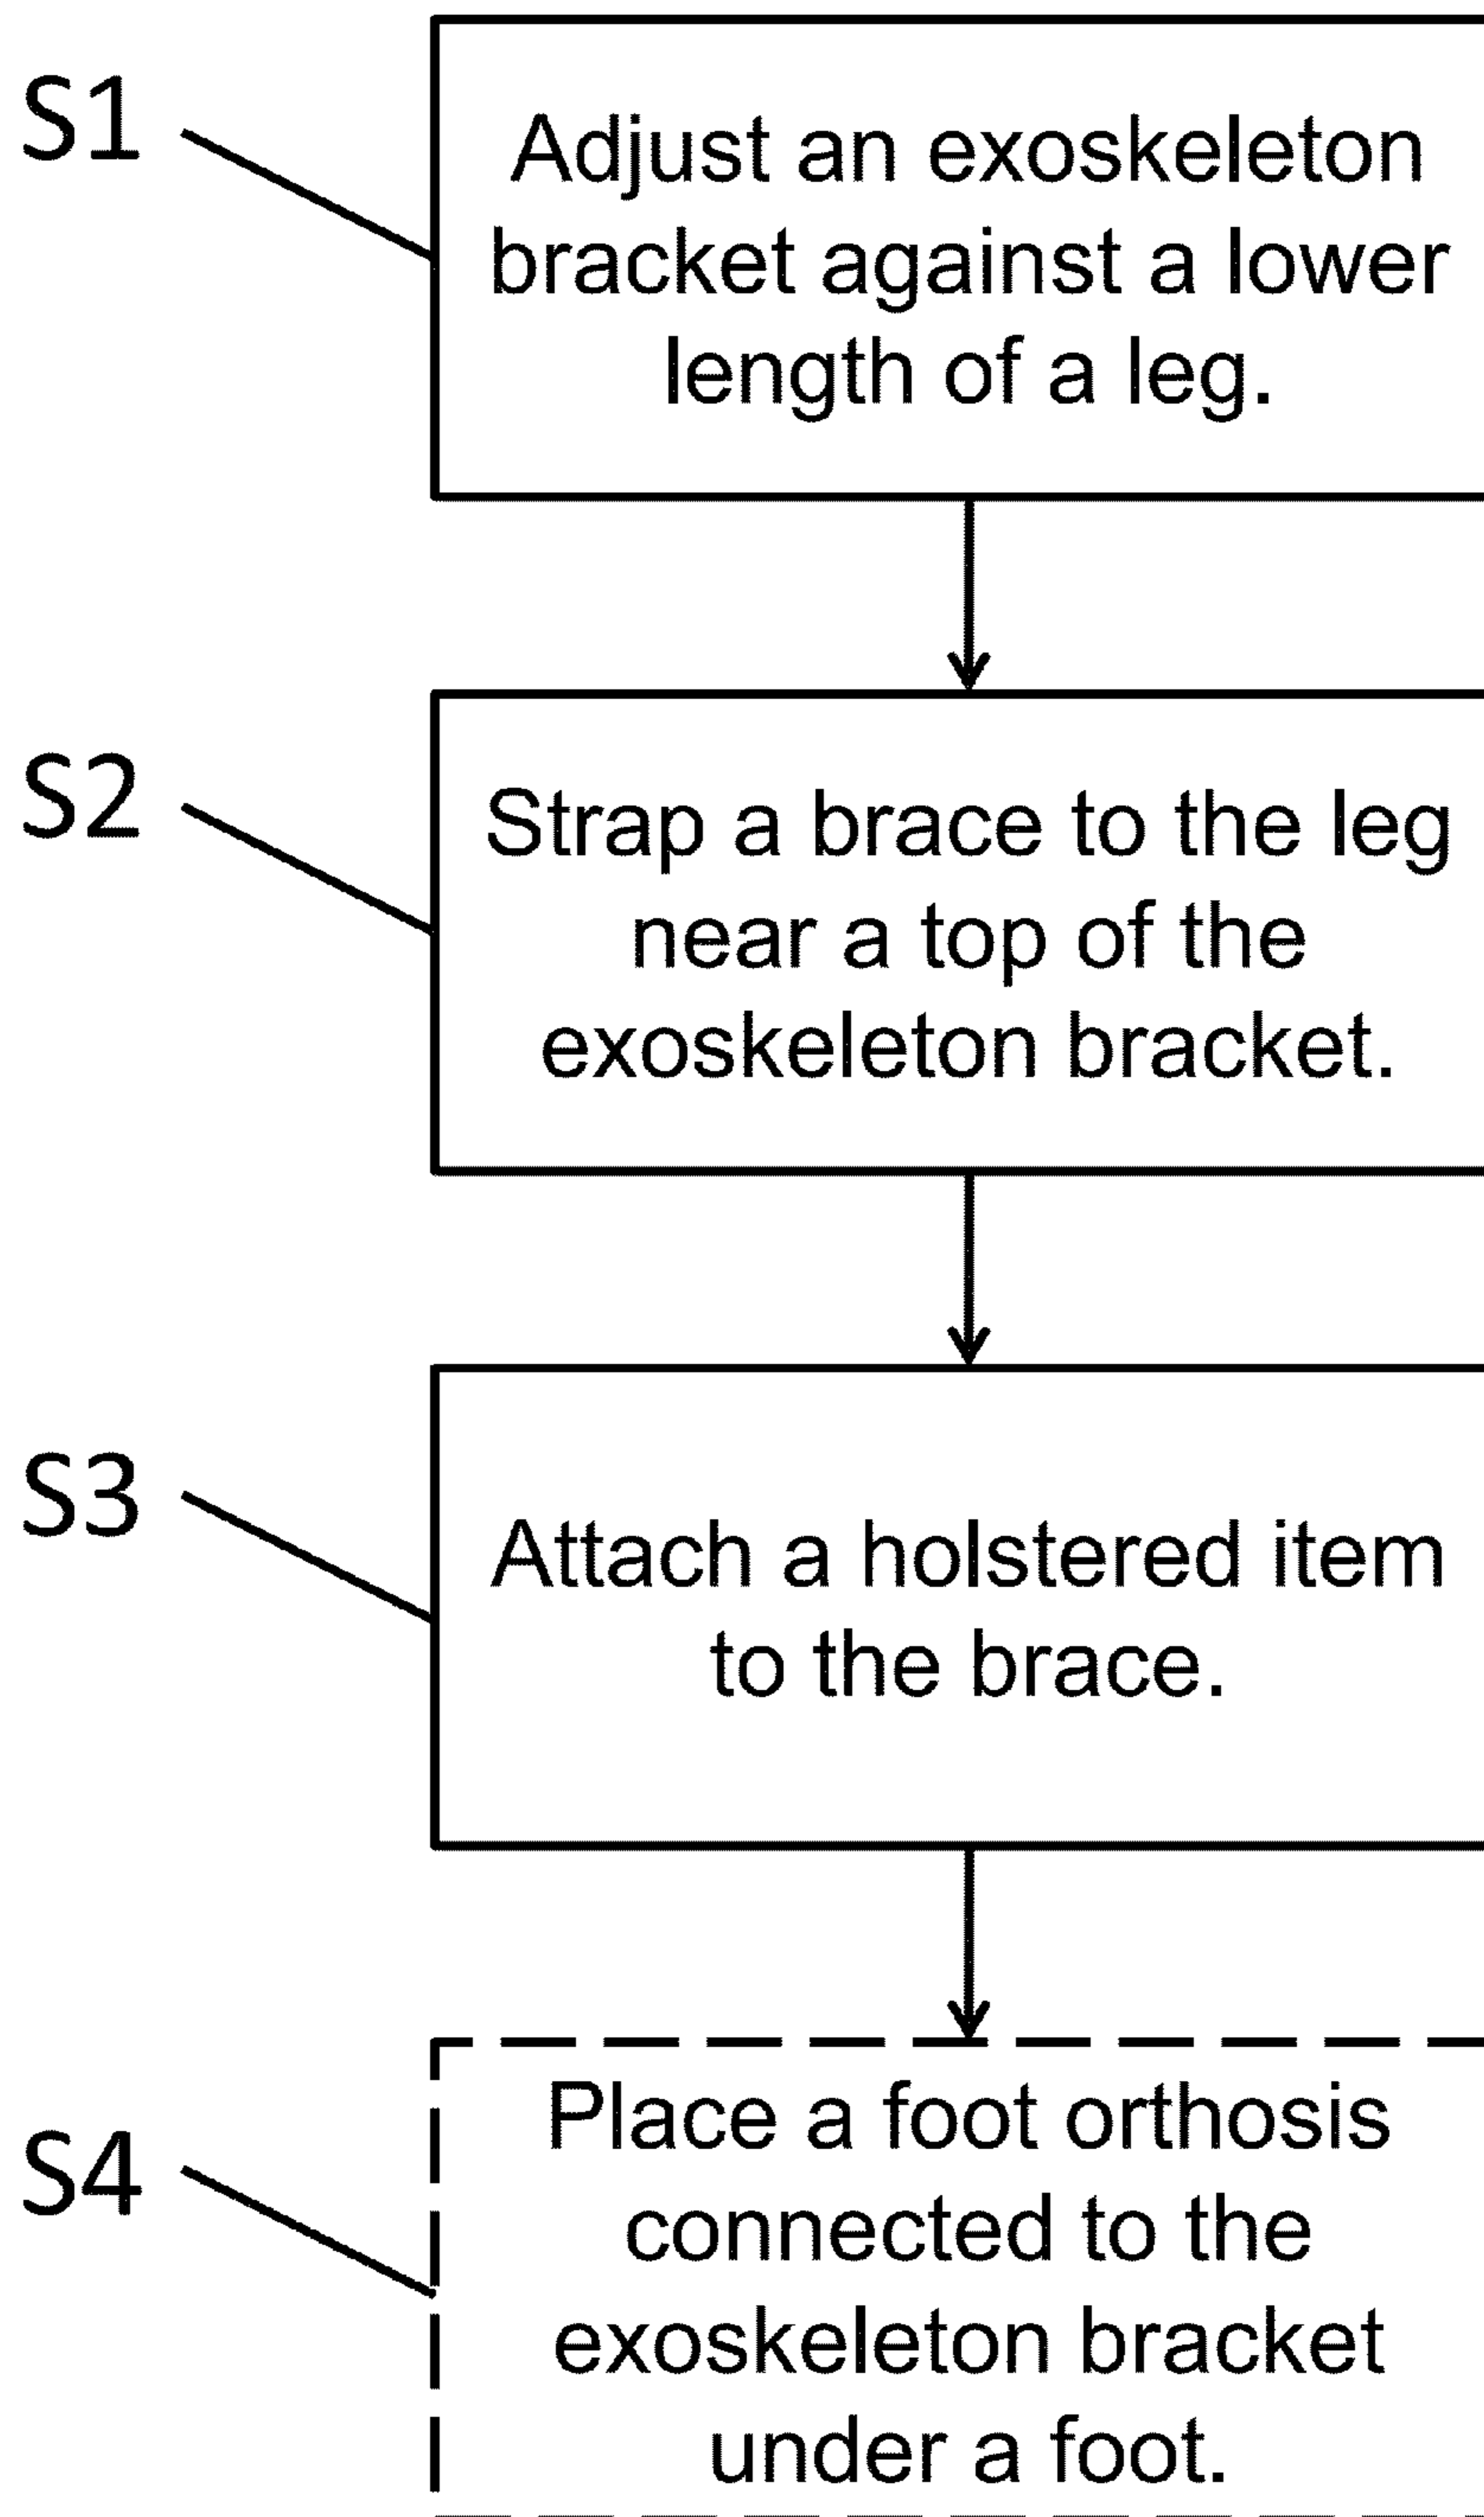 S1
Adjust an exoskeleton
bracket against a lower
length of a leg.
S2
Strap a brace to the leg
near a top of the
exoskeleton bracket.
S3
Attach a holstered item
to the brace.
S4
Place a foot orthosis
connected to the
exoskeleton bracket
under a foot.